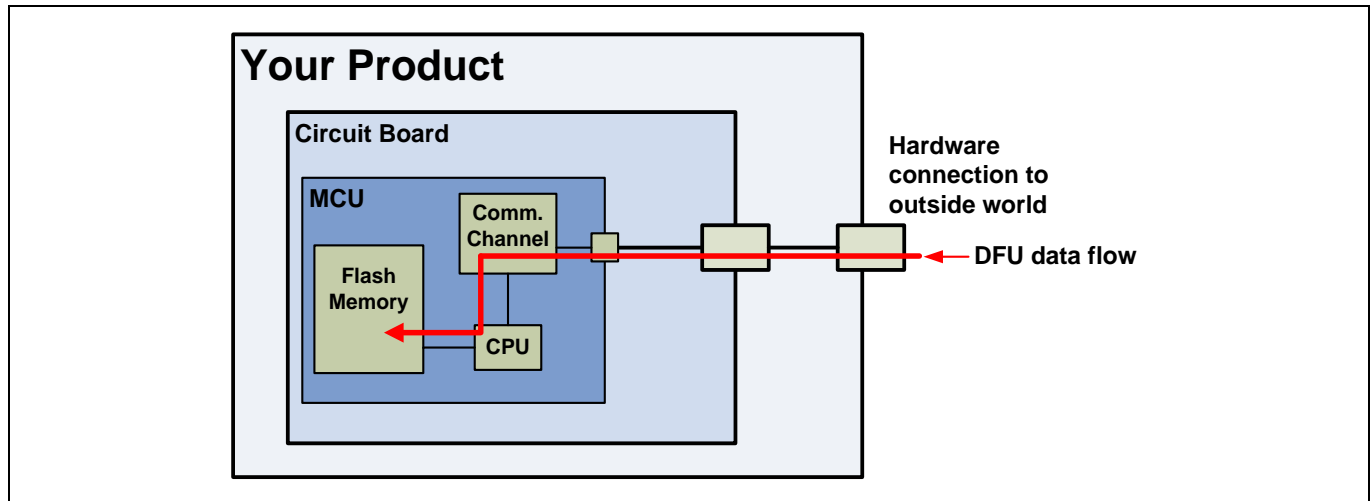 Your Product
Circuit Board
MCU
Comm.
Channel
Flash
Memory
CPU
Hardware
connection to
outside world
DFU data flow